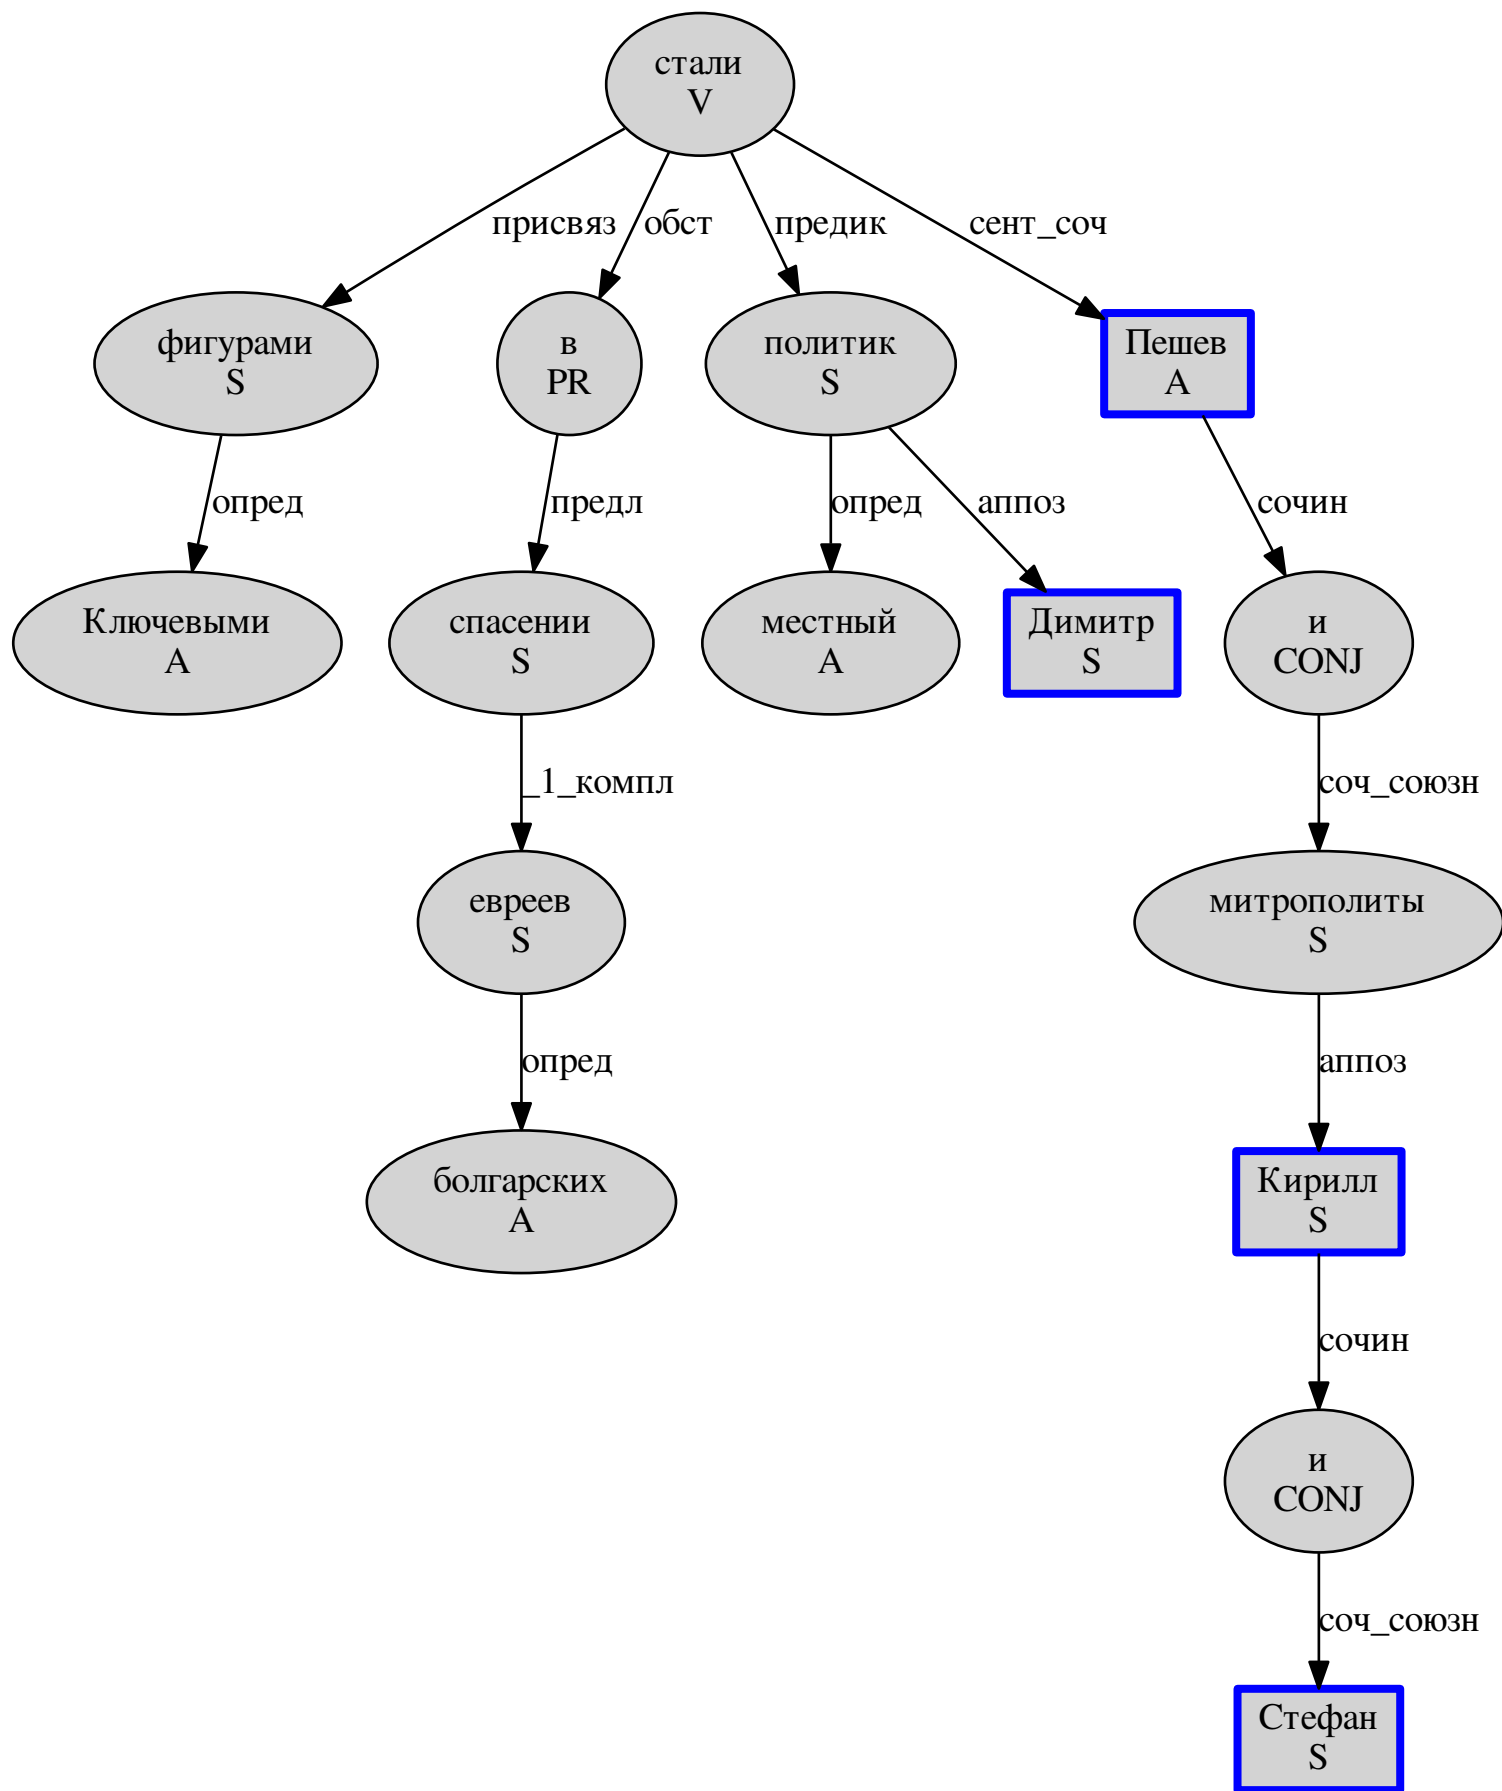 стали
V
присвяз
обст
предик
сент_соч
фигурами
S
в
PR
политик
S
Пешев
A
опред
предл
опред
аппоз
сочин
Ключевыми
A
спасении
S
местный
A
Димитр
S
и
CONJ
_1_компл
соч_союзн
евреев
S
митрополиты
S
опред
аппоз
болгарских
A
Кирилл
S
сочин
и
CONJ
соч_союзн
Стефан
S